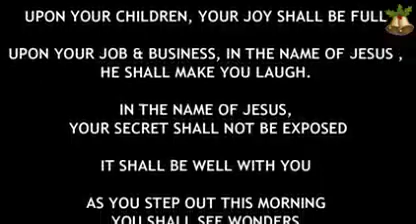 UPON YOUR CHILDREN, YOUR JOY SHALL BE FULL
UPON YOUR JOB & BUSINESS, IN THE NAME OF JESUS ,
HE SHALL MAKE YOU LAUGH.
IN THE NAME OF JESUS,
YOUR SECRET SHALL NOT BE EXPOSED
IT SHALL BE WELL WITH YOU
AS YOU STEP OUT THIS MORNING
YOU SHALL SEE WONDERS